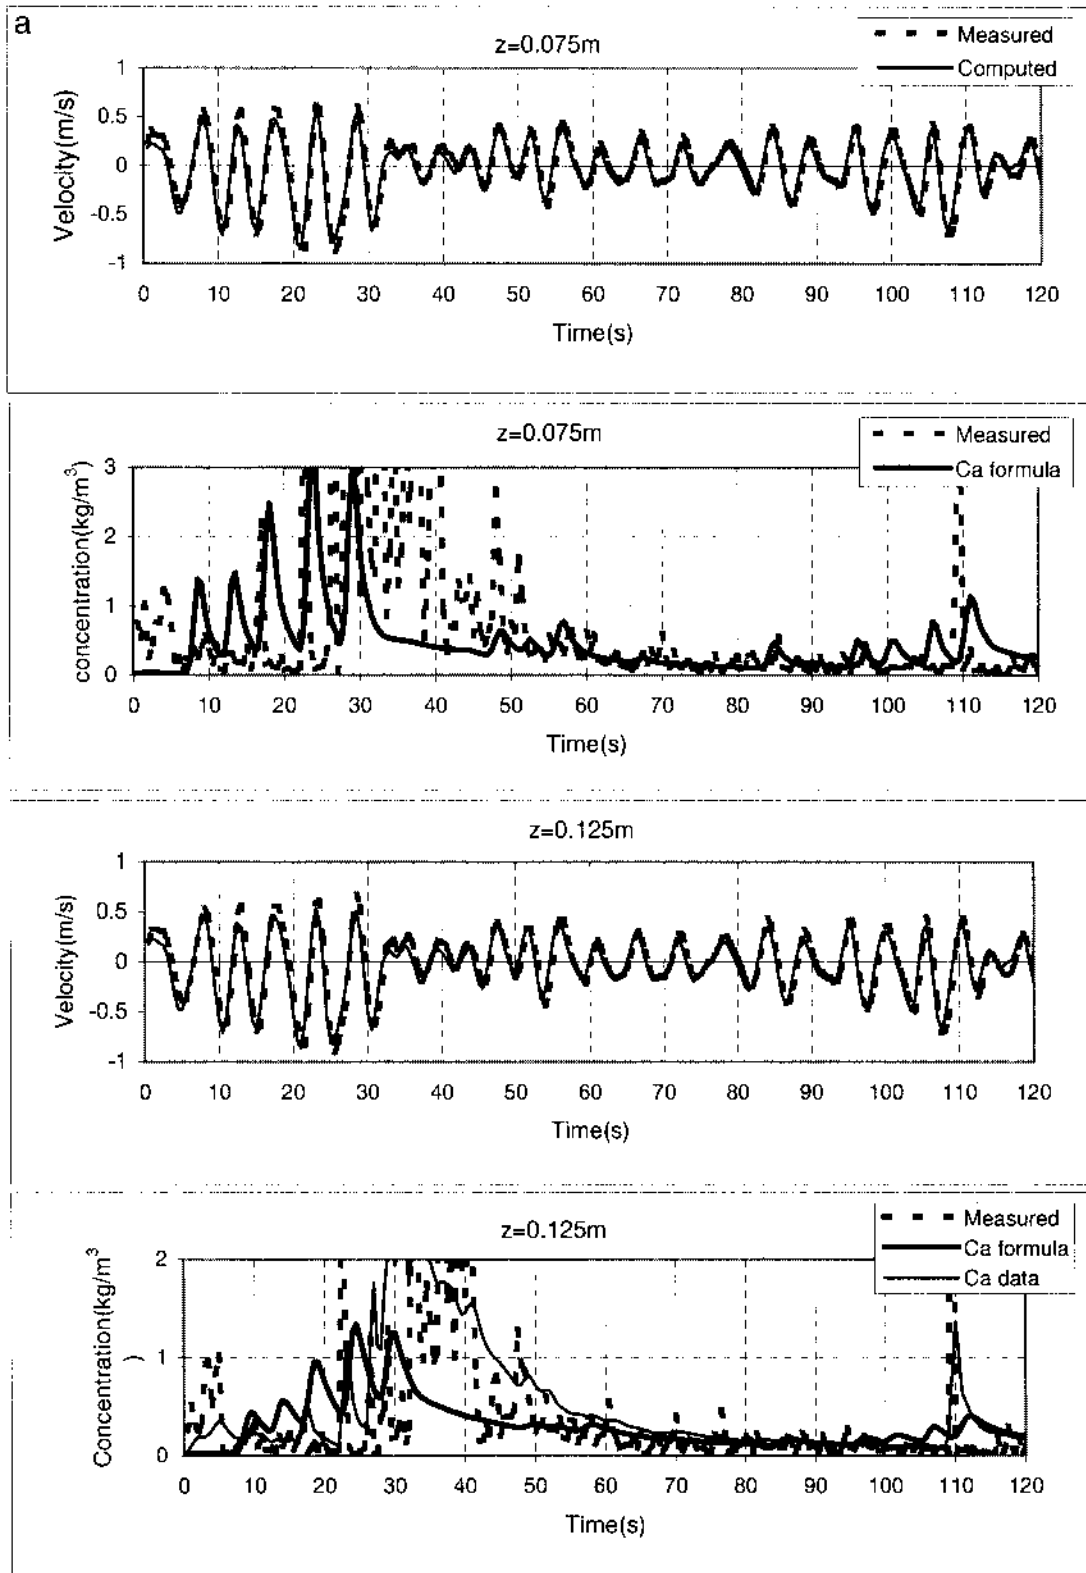 a
z=0.075m
Measured
Computed
Velocity(m/s)
1
0.5
0
-0.5
-1
0 10 20 30 40 50 60 70 80 90 100 110 120
Time(s)
z=0.075m
Measured
Ca formula
concentration(kg/m³)
3
2
1
0
0 10 20 30 40 50 60 70 80 90 100 110 120
Time(s)
z=0.125m
Velocity(m/s)
1
0.5
0
-0.5
-1
0 10 20 30 40 50 60 70 80 90 100 110 120
Time(s)
z=0.125m
Measured
Ca formula
Ca data
Concentration(kg/m³
)
2
1
0
0 10 20 30 40 50 60 70 80 90 100 110 120
Time(s)